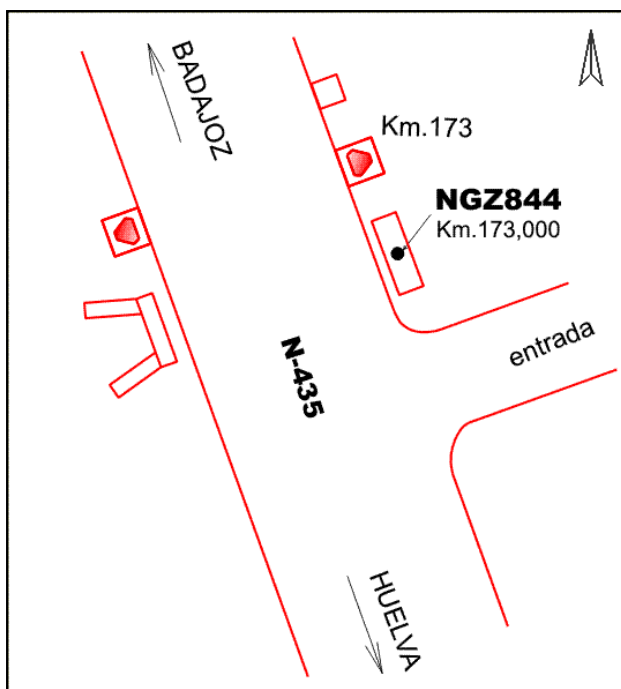 BADAJOZ
Km.173
NGZ844
Km.173,000
entrada
N-435
HUELVA